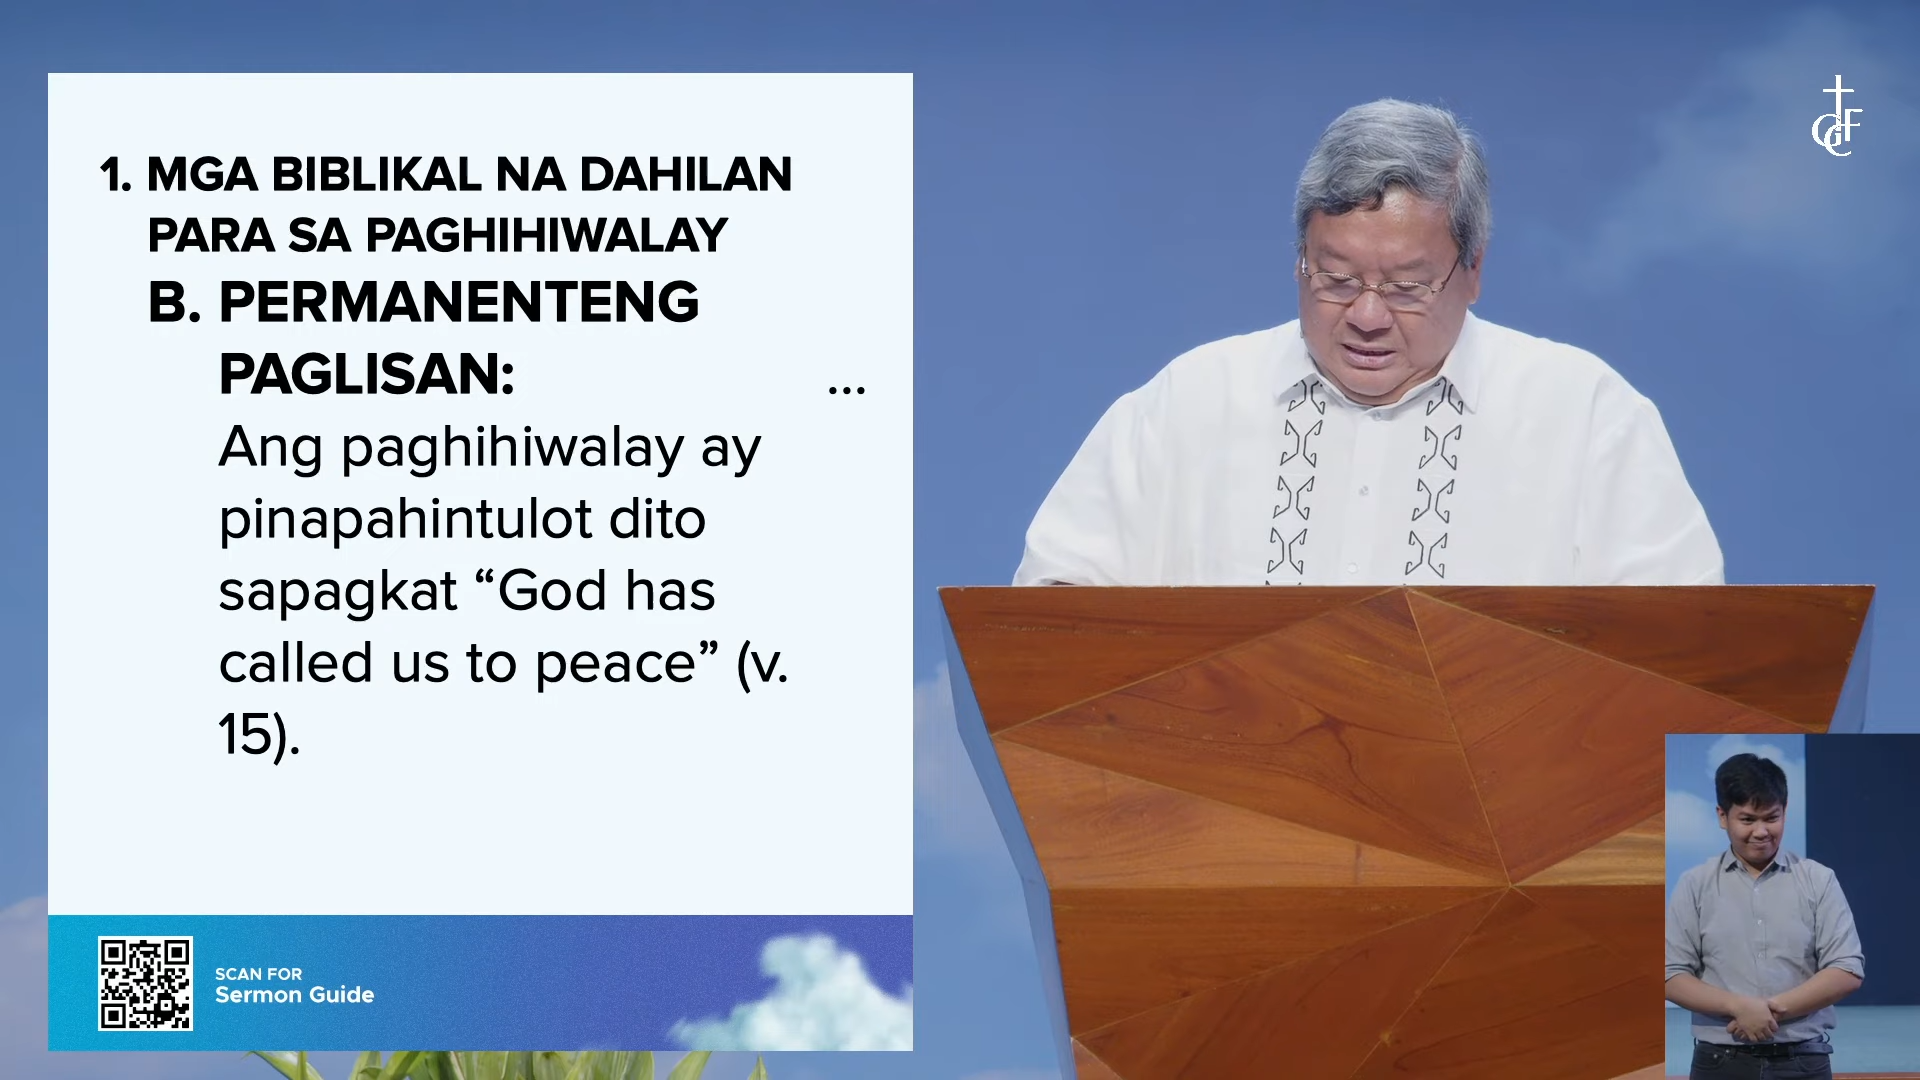 1. MGA BIBLIKAL NA DAHILAN
PARA SA PAGHIHIWALAY
B. PERMANENTENG
PAGLISAN: ...
Ang paghihiwalay ay
pinapahintulot dito
sapagkat “God has
called us to peace” (v.
15).
SCAN FOR
Sermon Guide
GCF